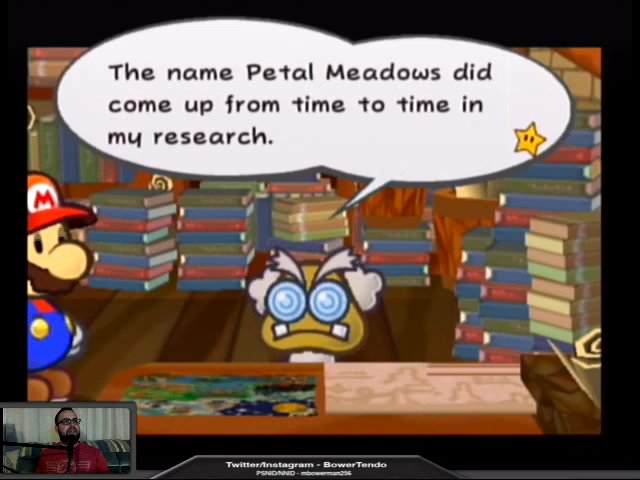 The name Petal Meadows did
come up from time to time in
my research.
M
Twitter/Instagram - BowerTendo
PSNID/NNID - mbowerman256